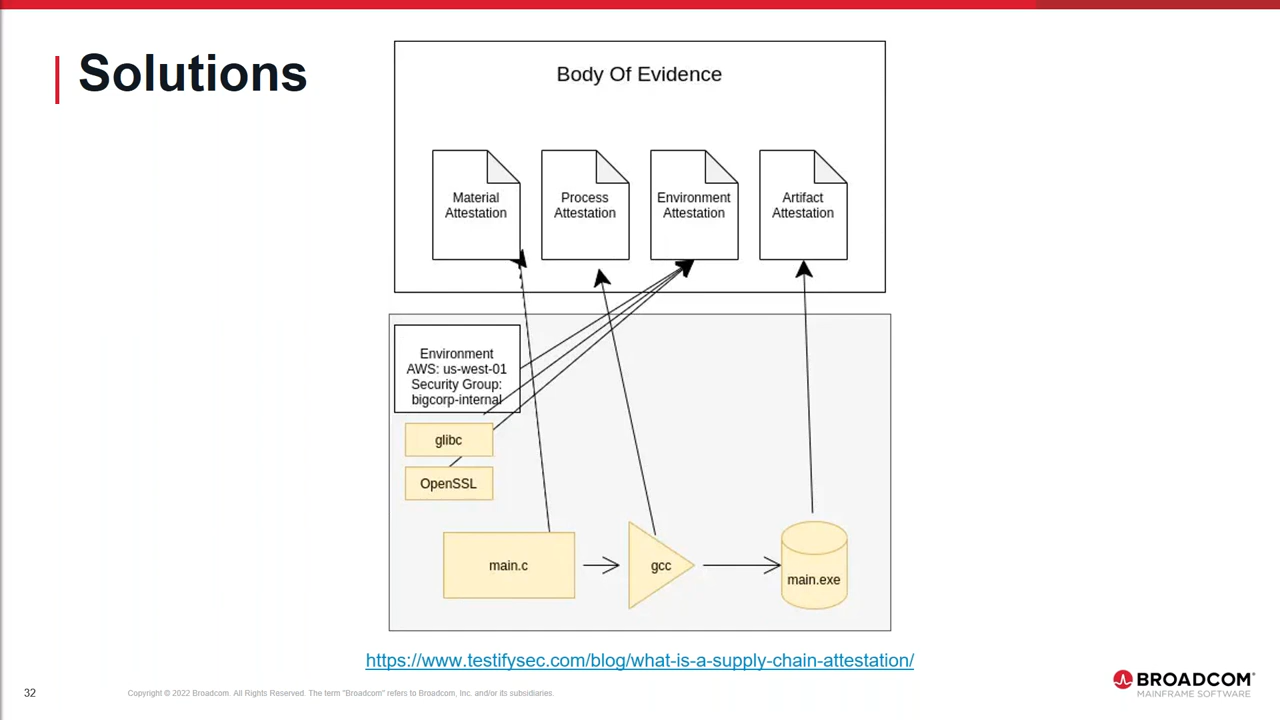 Solutions
Body Of Evidence
Material
Attestation
Process
Attestation
Environment
Attestation
Artifact
Attestation
Environment
AWS: us-west-01
Security Group:
bigcorp-internal
glibc
OpenSSL
main.c
gcc
main.exe
https://www.testifysec.com/blog/what-is-a-supply-chain-attestation/
32
Copyright © 2022 Broadcom. All Rights Reserved. The term "Broadcom" refers to Broadcom, Inc. and/or its subsidiaries.
BROADCOM®
MAINFRAME SOFTWARE